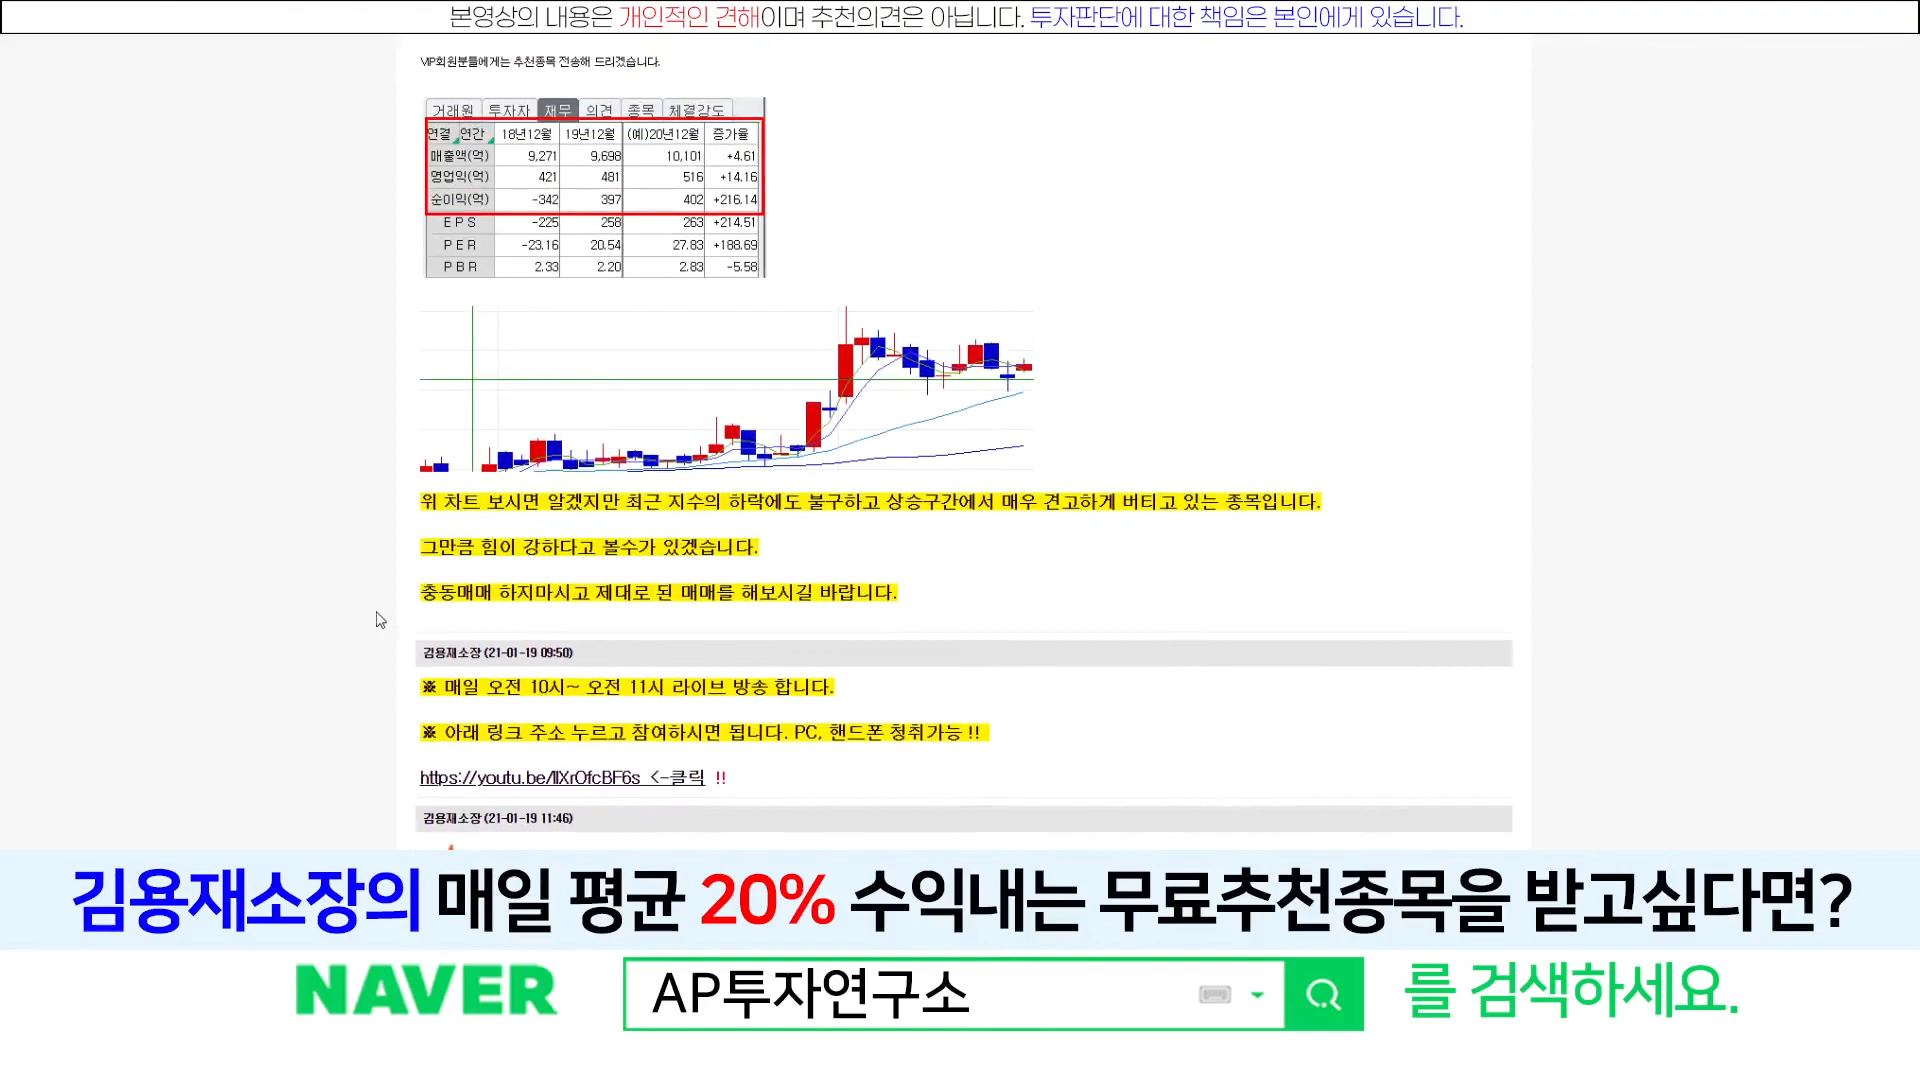 본영상의 내용은 개인적인 견해이며 추천의견은 아닙니다. 투자판단에 대한 책임은 본인에게 있습니다.
VIP회원분들에게는 추천종목 전송해 드리겠습니다.
거래원 투자자 재무 의견 종목 체결강도
연결 연간 18년12월 19년12월 (예)20년12월 증가율
매출액(억) 9,271 9,698 10,101 +4.61
영업익(억) 421 481 516 +14.16
순이익(억) -342 397 402 +216.14
EPS -225 258 263 +214.51
PER -23.16 20.54 27.83 +188.69
PBR 2.33 2.20 2.83 -5.58
위 차트 보시면 알겠지만 최근 지수의 하락에도 불구하고 상승구간에서 매우 견고하게 버티고 있는 종목입니다.
그만큼 힘이 강하다고 볼수가 있겠습니다.
충동매매 하지마시고 제대로 된 매매를 해보시길 바랍니다.
김용재소장 (21-01-19 09:50)
※ 매일 오전 10시~ 오전 11시 라이브 방송 합니다.
※ 아래 링크 주소 누르고 참여하시면 됩니다. PC, 핸드폰 청취가능 !!
https://youtu.be/IIXrOfcBF6s <-클릭 !!
김용재소장 (21-01-19 11:46)
김용재소장의 매일 평균 20% 수익내는 무료추천종목을 받고싶다면?
NAVER AP투자연구소 를 검색하세요.